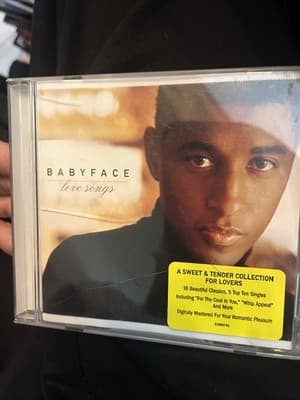 BABYFACE
love songs
A SWEET & TENDER COLLECTION
FOR LOVERS
16 Beautiful Classics, 5 Top Ten Singles
Including "For The Cool In You," "Whip Appeal"
And More
Digitally Mastered For Your Romantic Pleasure